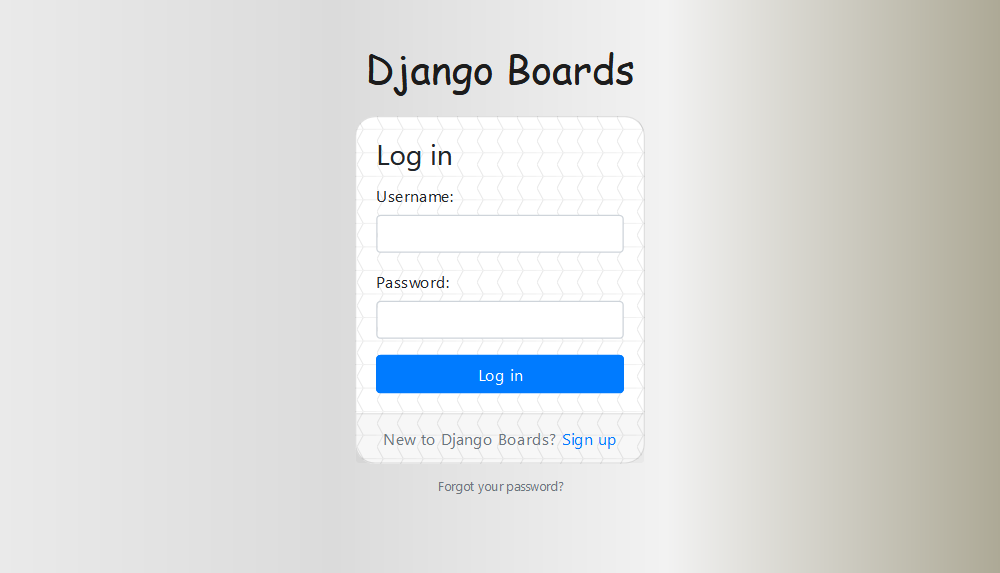 Django Boards
Log in
Username:
Password:
Log in
New to Django Boards? Sign up
Forgot your password?